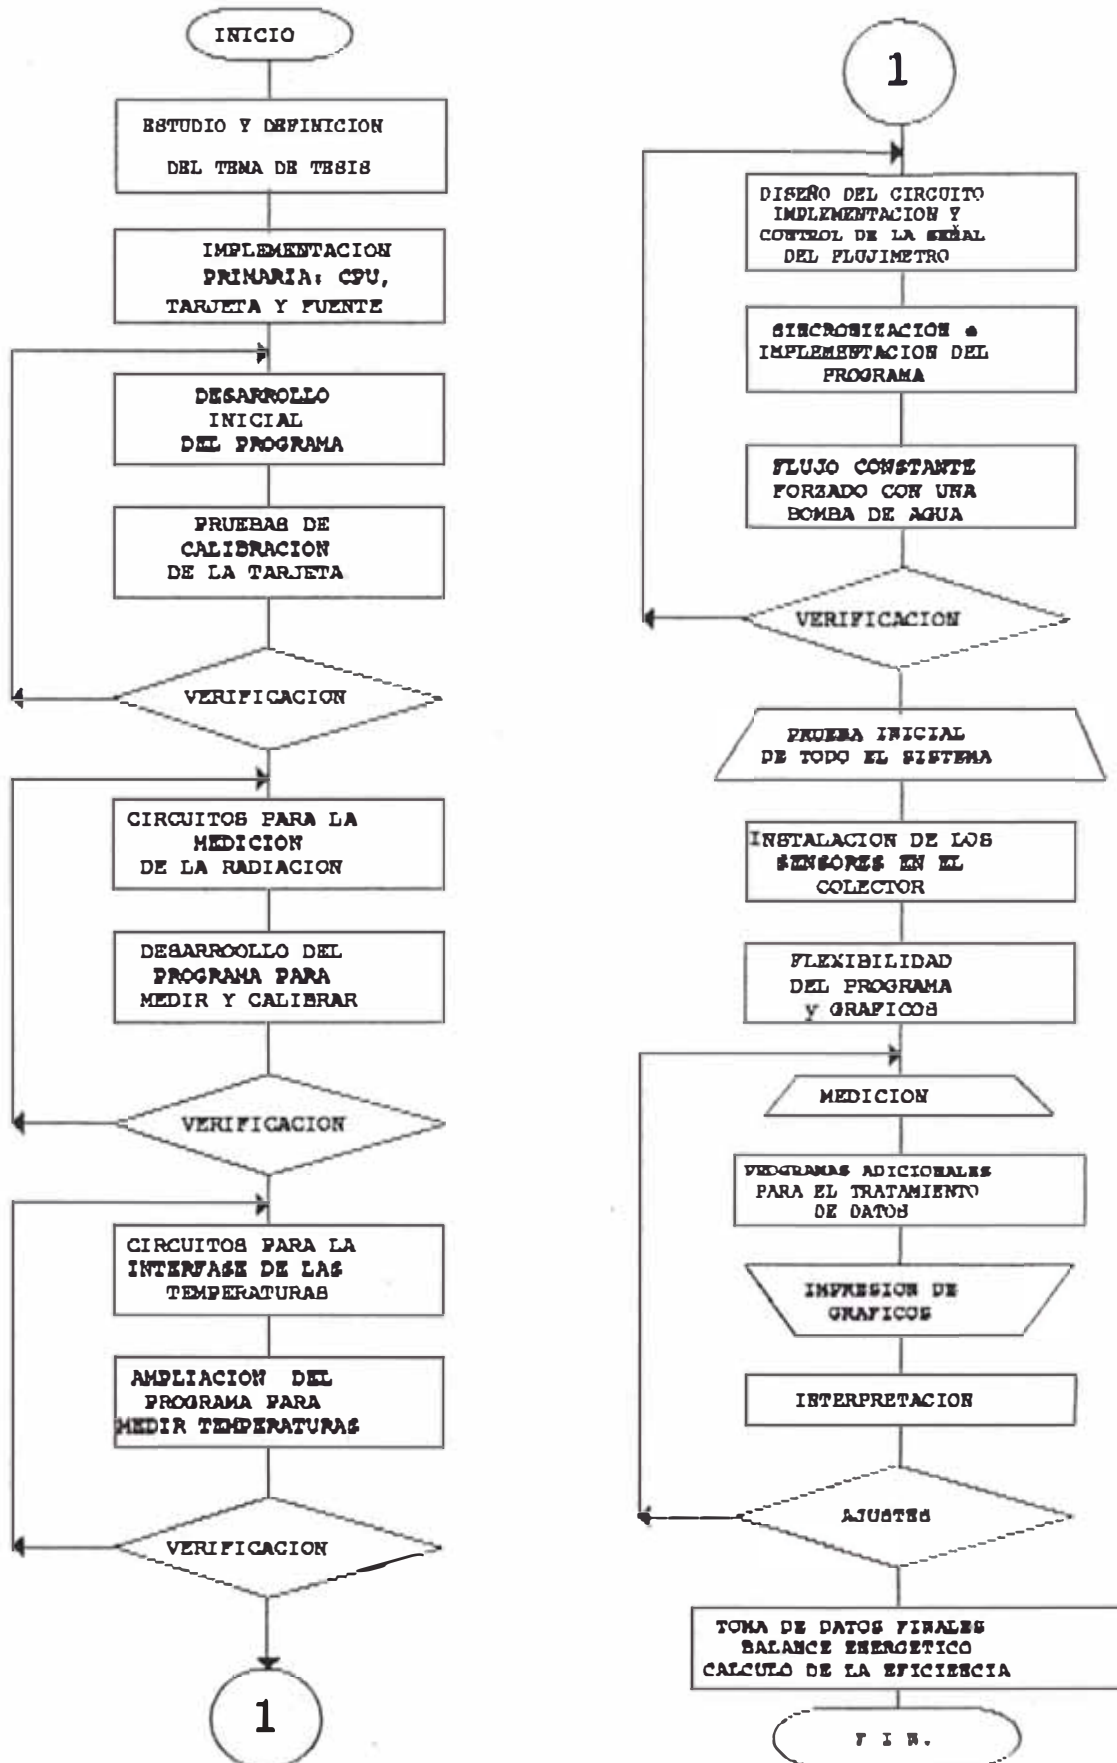 INICIO
ESTUDIO Y DEFINICION
DEL TEMA DE TESIS
IMPLEMENTACION
PRIMARIA: CPU,
TARJETA Y FUENTE
DESARROLLO
INICIAL
DEL PROGRAMA
PRUEBAS DE
CALIBRACION
DE LA TARJETA
VERIFICACION
CIRCUITOS PARA LA
MEDICION
DE LA RADIACION
DESARROOLLO DEL
PROGRAMA PARA
MEDIR Y CALIBRAR
VERIFICACION
CIRCUITOS PARA LA
INTERFASE DE LAS
TEMPERATURAS
AMPLIACION DEL
PROGRAMA PARA
MEDIR TEMPERATURAS
VERIFICACION
1
1
DISEÑO DEL CIRCUITO
IMPLEMENTACION Y
CONTROL DE LA SEÑAL
DEL FLUJIMETRO
SINCRONIZACION e
IMPLEMENTACION DEL
PROGRAMA
FLUJO CONSTANTE
FORZADO CON UNA
BOMBA DE AGUA
VERIFICACION
PRUEBA INICIAL
DE TODO EL SISTEMA
INSTALACION DE LOS
SENSORES EN EL
COLECTOR
FLEXIBILIDAD
DEL PROGRAMA
y GRAFICOS
MEDICION
PROGRAMAS ADICIONALES
PARA EL TRATAMIENTO
DE DATOS
IMPRESION DE
GRAFICOS
INTERPRETACION
AJUSTES
TOMA DE DATOS FINALES
BALANCE ENERGETICO
CALCULO DE LA EFICIENCIA
F I N.